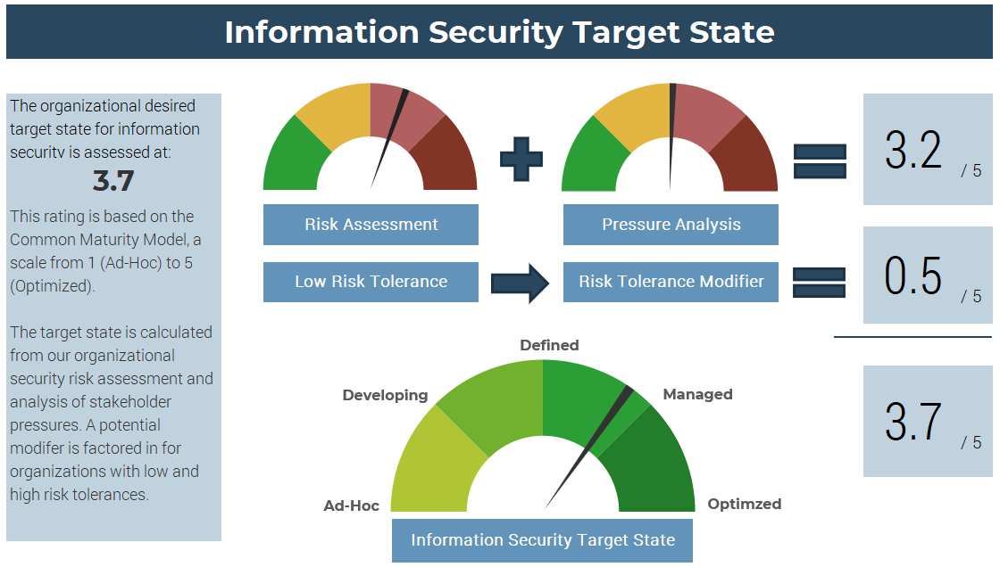 Information Security Target State
The organizational desired
target state for information
security is assessed at:
3.7
This rating is based on the
Common Maturity Model, a
scale from 1 (Ad-Hoc) to 5
(Optimized).
The target state is calculated
from our organizational
security risk assessment and
analysis of stakeholder
pressures. A potential
modifer is factored in for
organizations with low and
high risk tolerances.
Risk Assessment
Pressure Analysis
3.2 / 5
Low Risk Tolerance
Risk Tolerance Modifier
0.5 / 5
Defined
Developing
Managed
Ad-Hoc
Optimzed
Information Security Target State
3.7 / 5